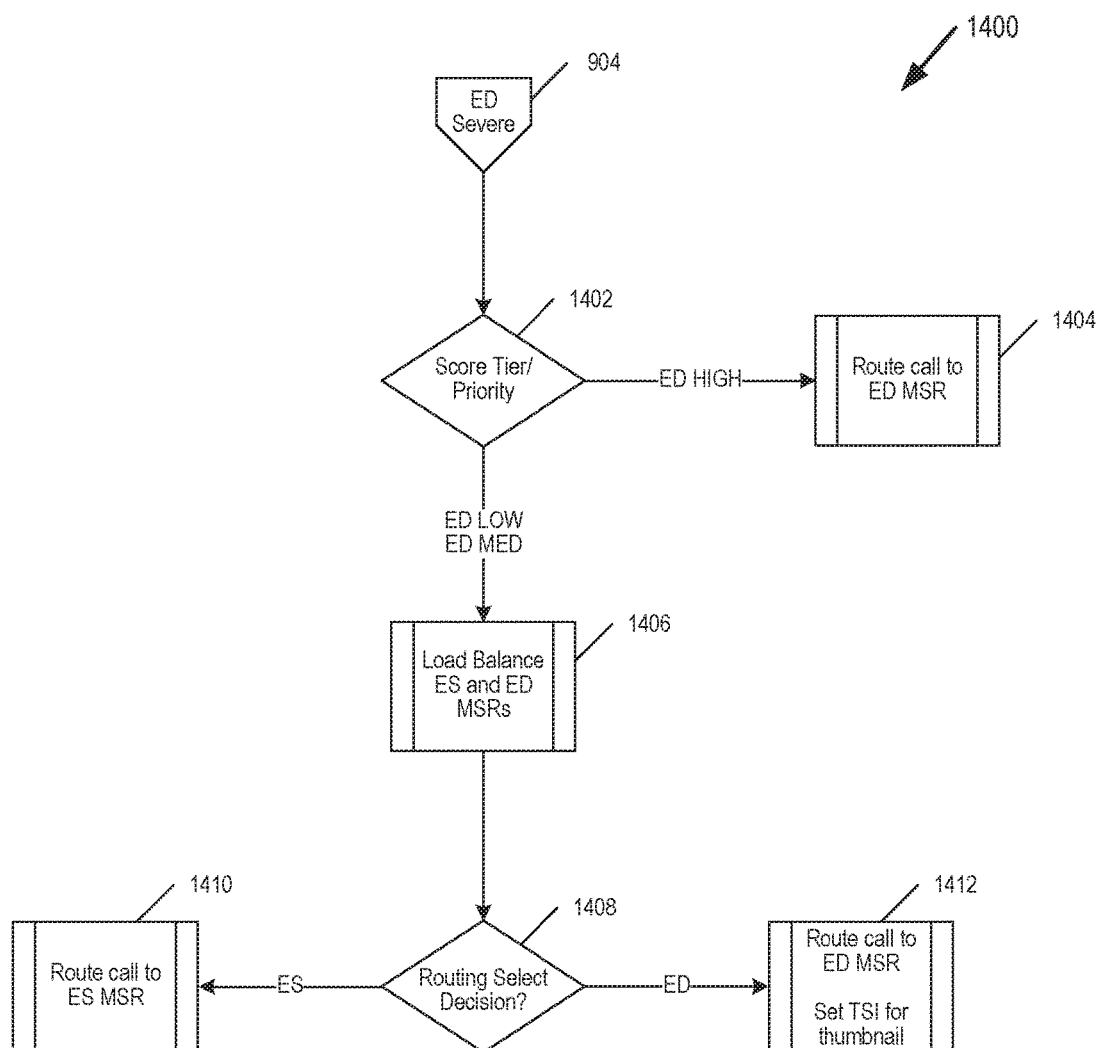 1400
904
ED
Severe
1402
Score Tier/
Priority
ED HIGH
1404
Route call to
ED MSR
ED LOW
ED MED
1406
Load Balance
ES and ED
MSRs
1410
1408
1412
Route call to
ES MSR
ES
Routing Select
Decision?
ED
Route call to
ED MSR
Set TSI for
thumbnail